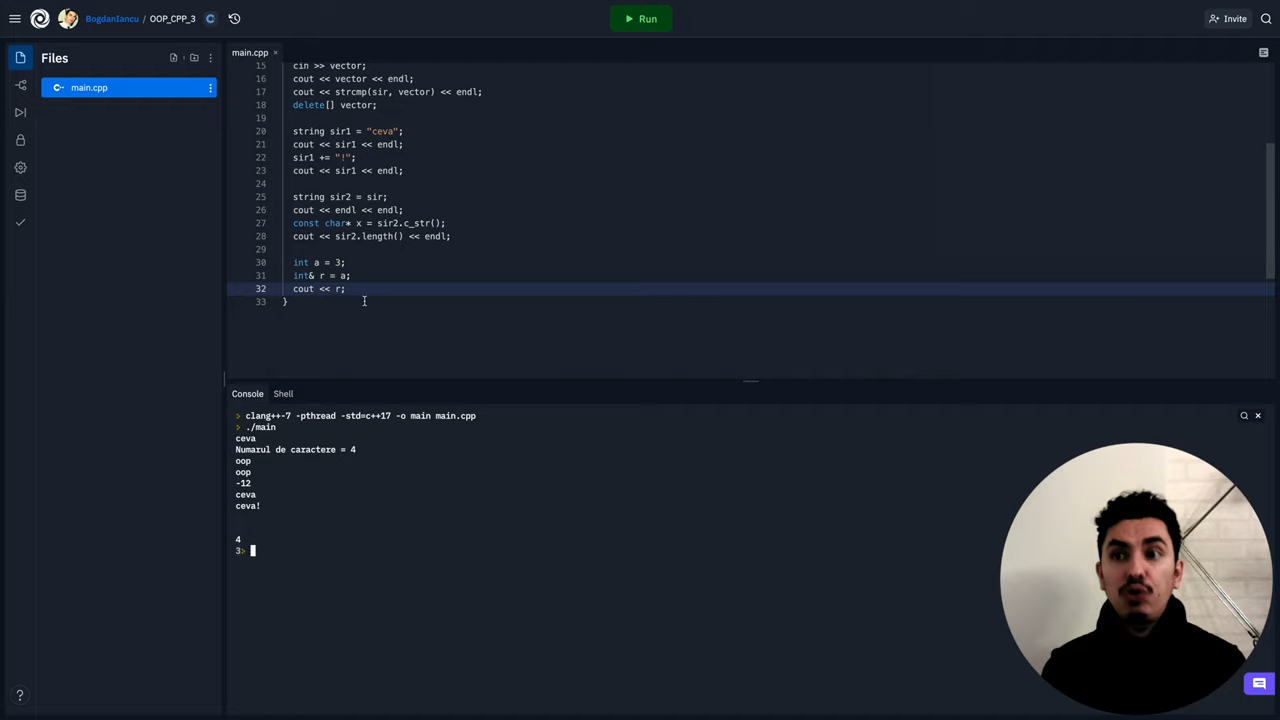 BogdanIancu / OOP_CPP_3
Run
Invite
Files
main.cpp
main.cpp ×
15 cin >> vector;
16 cout << vector << endl;
17 cout << strcmp(sir, vector) << endl;
18 delete[] vector;
19
20 string sir1 = "ceva";
21 cout << sir1 << endl;
22 sir1 += "!";
23 cout << sir1 << endl;
24
25 string sir2 = sir;
26 cout << endl << endl;
27 const char* x = sir2.c_str();
28 cout << sir2.length() << endl;
29
30 int a = 3;
31 int& r = a;
32 cout << r;
33 }
Console Shell
> clang++-7 -pthread -std=c++17 -o main main.cpp
> ./main
ceva
Numarul de caractere = 4
oop
oop
-12
ceva
ceva!
4
3>
?